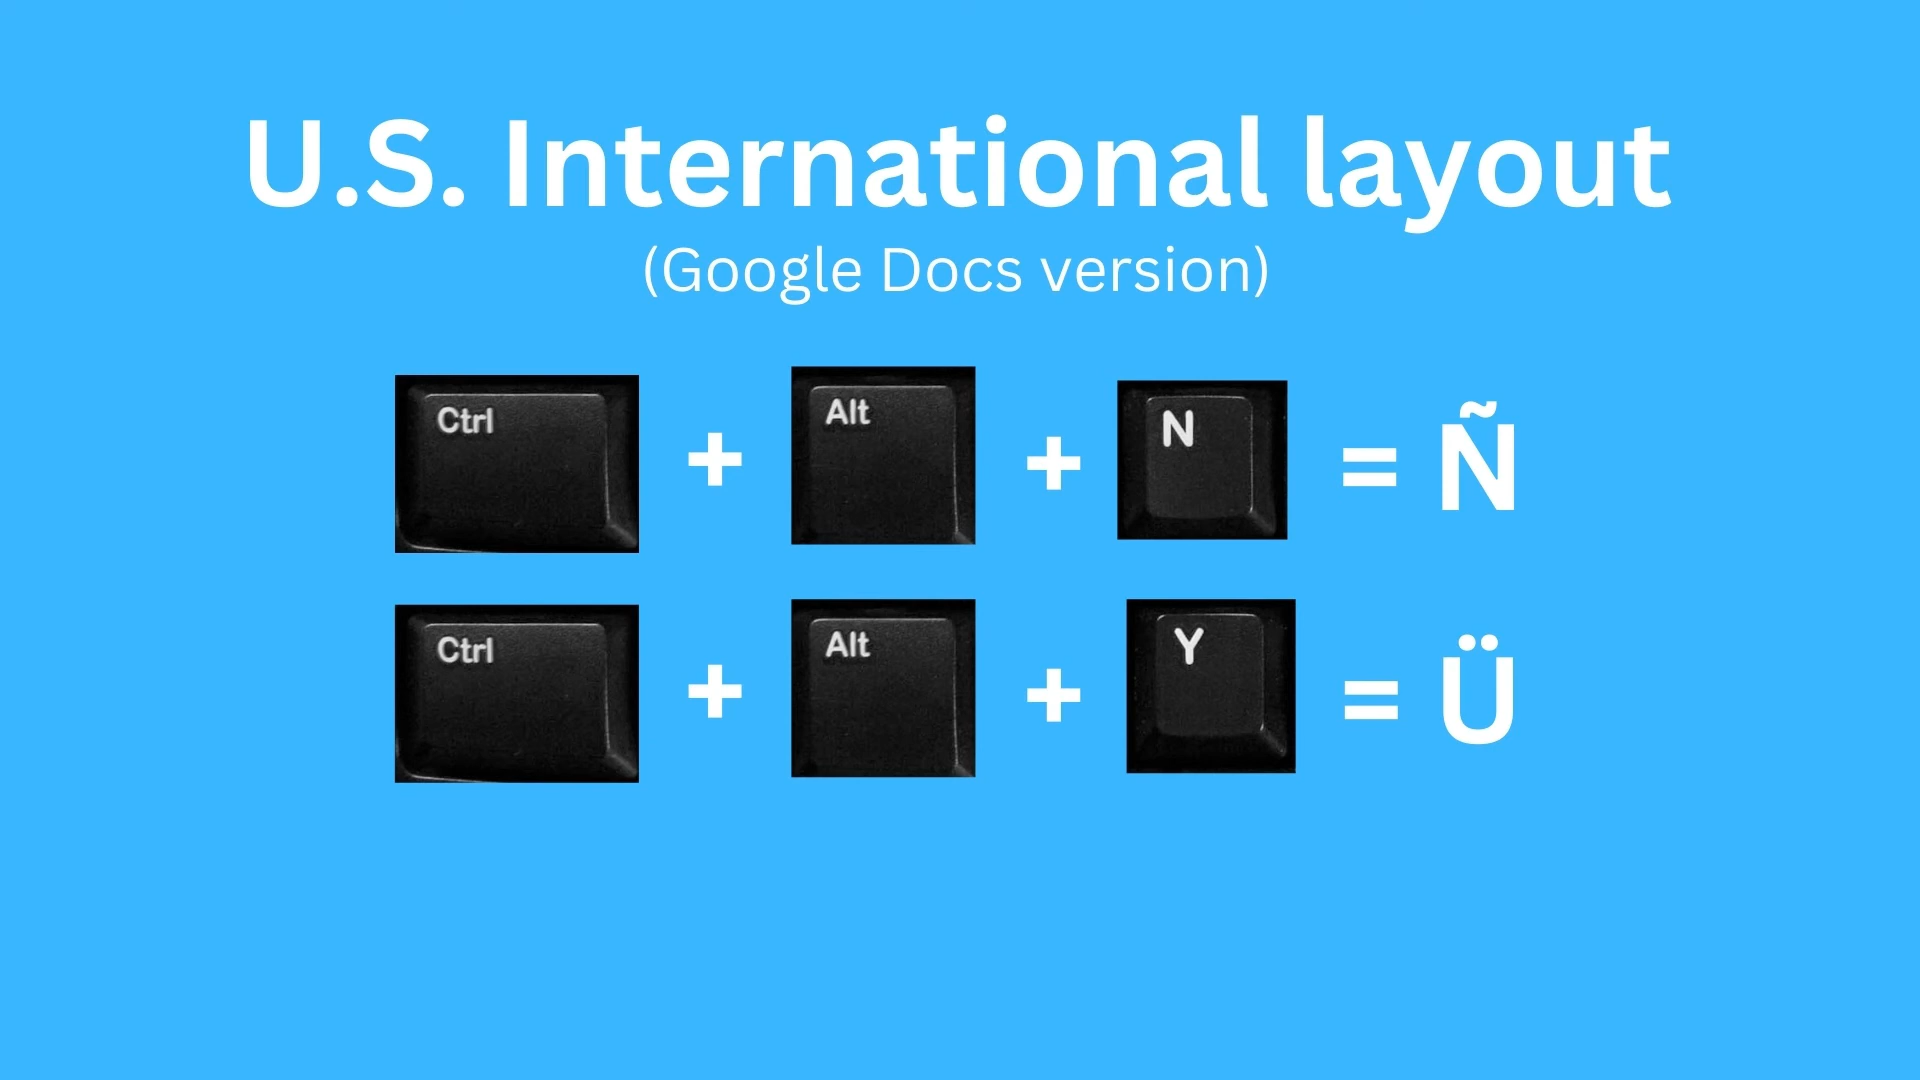 U.S. International layout
(Google Docs version)
Ctrl + Alt + N = Ñ
Ctrl + Alt + Y = Ü